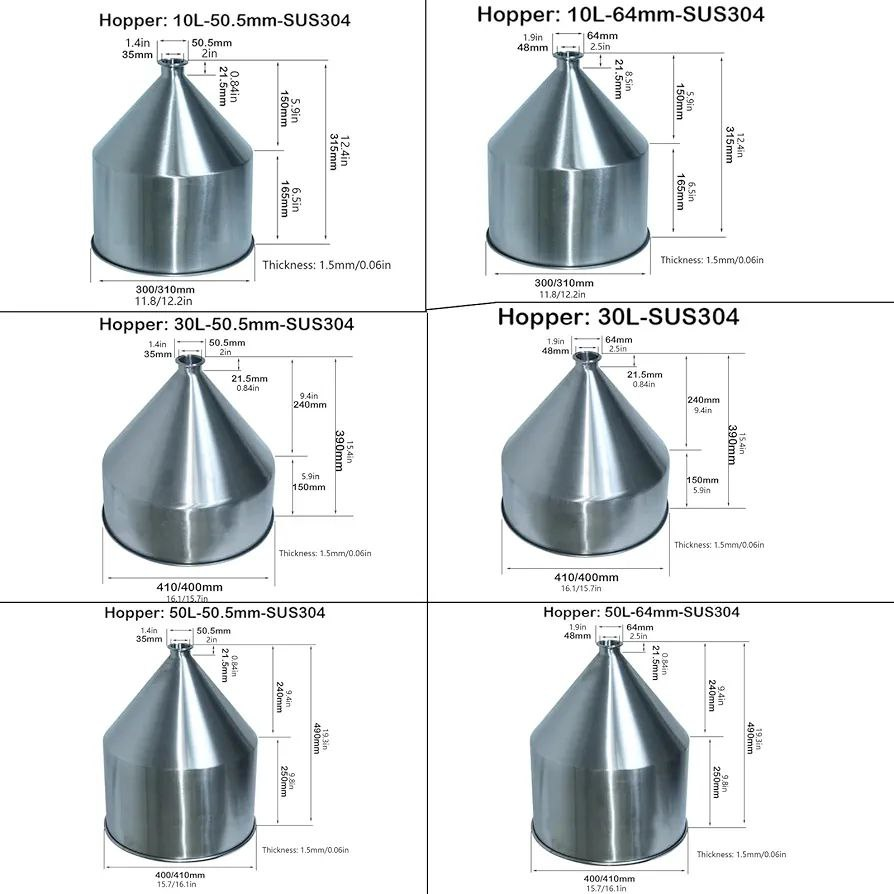 Hopper: 10L-50.5mm-SUS304
1.4in 50.5mm
35mm 2in
0.84in
21.5mm
5.9in
150mm
12.4in
315mm
6.5in
165mm
Thickness: 1.5mm/0.06in
300/310mm
11.8/12.2in
Hopper: 10L-64mm-SUS304
1.9in 64mm
48mm 2.5in
8.5in
21.5mm
5.9in
150mm
12.4in
315mm
6.5in
165mm
Thickness: 1.5mm/0.06in
300/310mm
11.8/12.2in
Hopper: 30L-50.5mm-SUS304
1.4in 50.5mm
35mm 2in
21.5mm
0.84in
9.4in
240mm
15.4in
390mm
5.9in
150mm
Thickness: 1.5mm/0.06in
410/400mm
16.1/15.7in
Hopper: 30L-SUS304
1.9in 64mm
48mm 2.5in
21.5mm
0.84in
240mm
9.4in
15.4in
390mm
150mm
5.9in
Thickness: 1.5mm/0.06in
410/400mm
16.1/15.7in
Hopper: 50L-50.5mm-SUS304
1.4in 50.5mm
35mm 2in
0.84in
21.5mm
9.4in
240mm
19.3in
490mm
9.8in
250mm
Thickness: 1.5mm/0.06in
400/410mm
15.7/16.1in
Hopper: 50L-64mm-SUS304
1.9in 64mm
48mm 2.5in
0.84in
21.5mm
9.4in
240mm
19.3in
490mm
9.8in
250mm
Thickness: 1.5mm/0.06in
400/410mm
15.7/16.1in